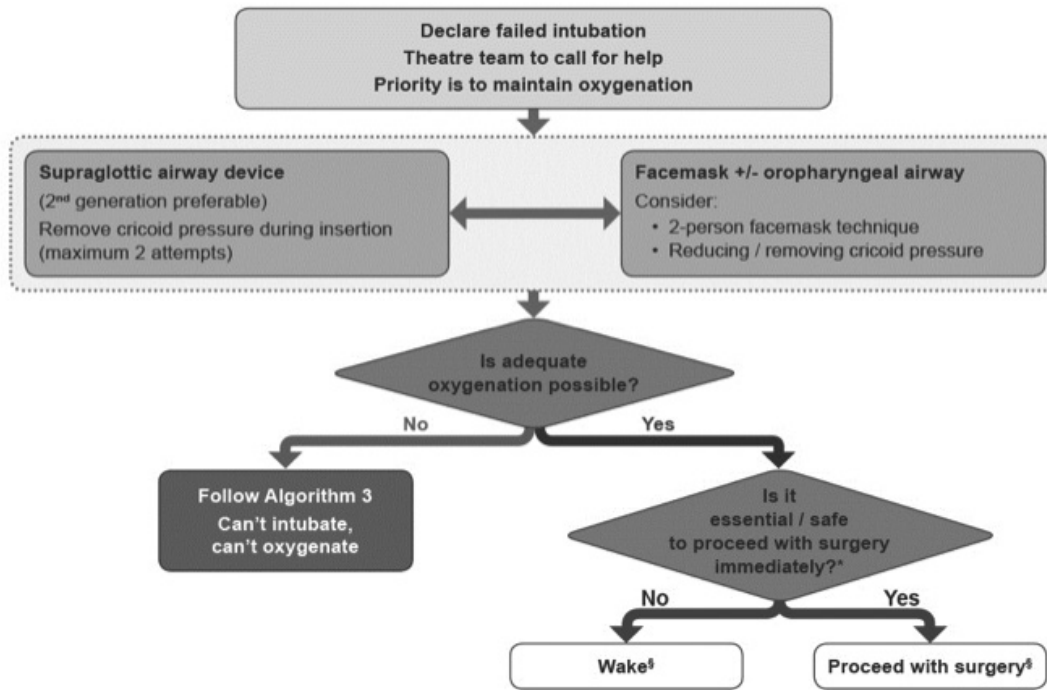 Declare failed intubation
Theatre team to call for help
Priority is to maintain oxygenation
Supraglottic airway device
(2nd generation preferable)
Remove cricoid pressure during insertion
(maximum 2 attempts)
Facemask +/- oropharyngeal airway
Consider:
• 2-person facemask technique
• Reducing / removing cricoid pressure
Is adequate
oxygenation possible?
No
Yes
Follow Algorithm 3
Can't intubate,
can't oxygenate
Is it
essential / safe
to proceed with surgery
immediately?*
No
Yes
Wake§
Proceed with surgery§